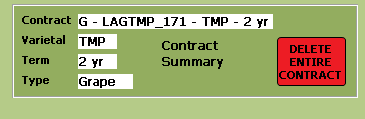 Contract G - LAGTMP_171 - TMP - 2 yr
Varietal TMP
Term 2 yr
Type Grape
Contract
Summary
DELETE
ENTIRE
CONTRACT